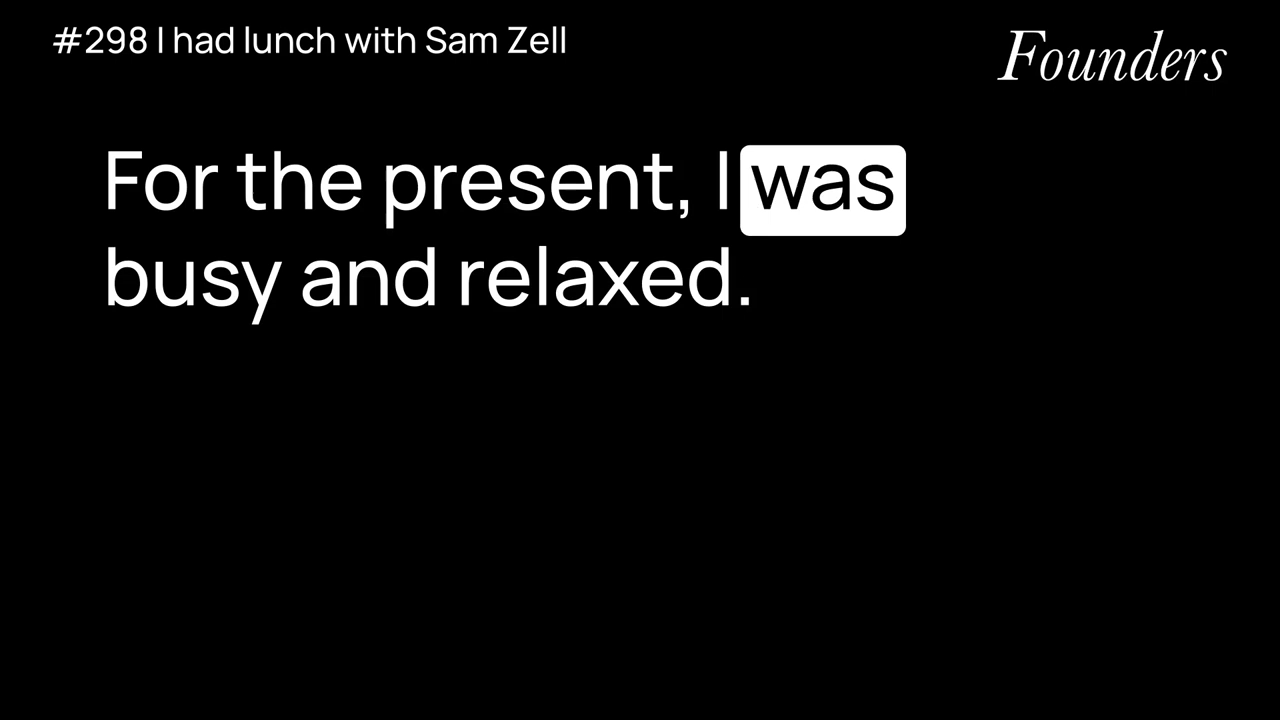 #298 I had lunch with Sam Zell
Founders
For the present, I was
busy and relaxed.